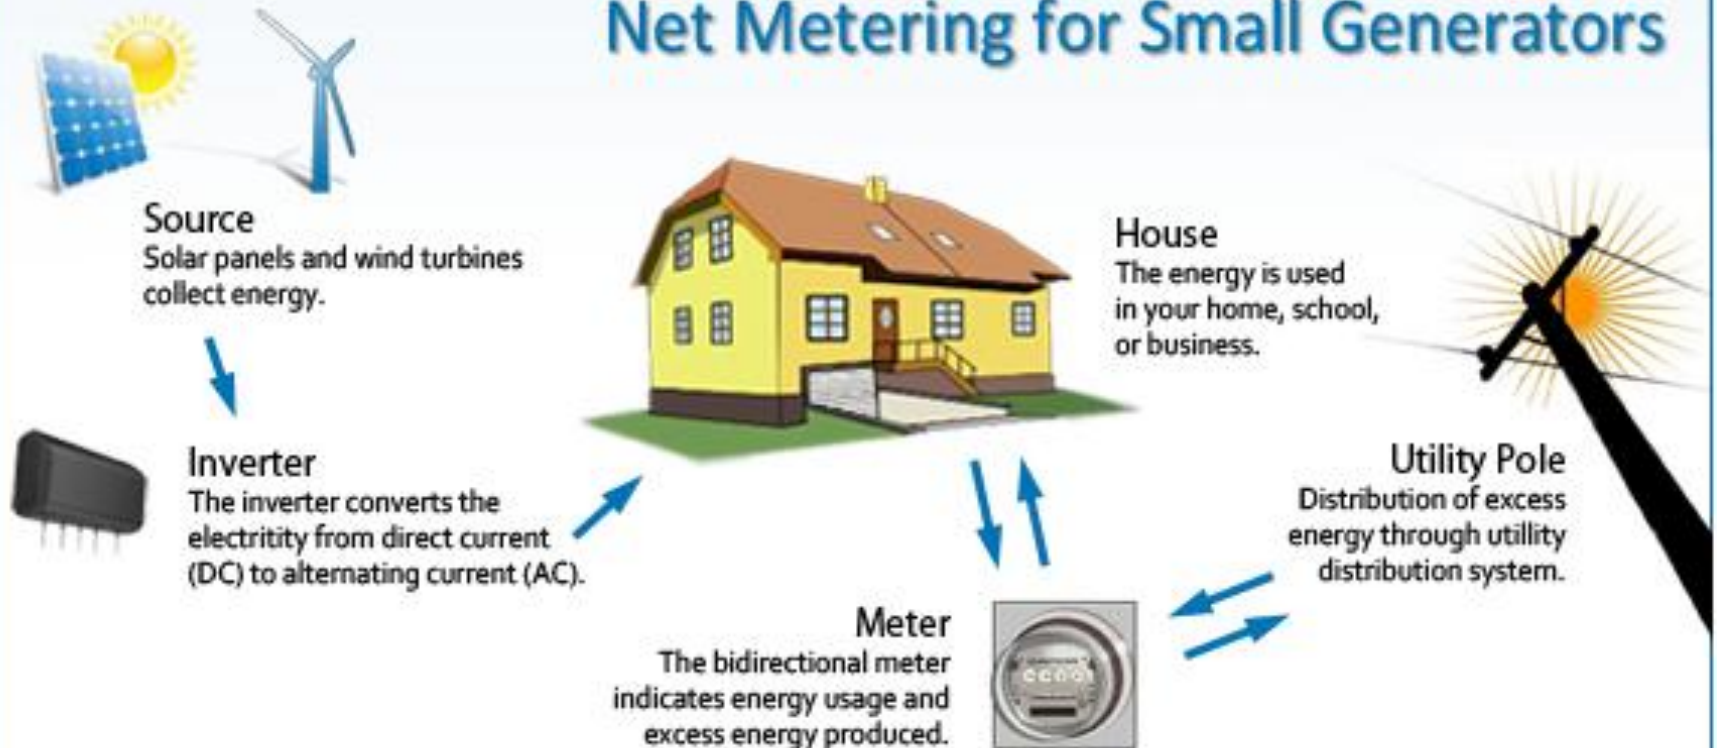 Net Metering for Small Generators
Source
Solar panels and wind turbines
collect energy.
House
The energy is used
in your home, school,
or business.
Inverter
The inverter converts the
electritity from direct current
(DC) to alternating current (AC).
Utility Pole
Distribution of excess
energy through utillity
distribution system.
Meter
The bidirectional meter
indicates energy usage and
excess energy produced.